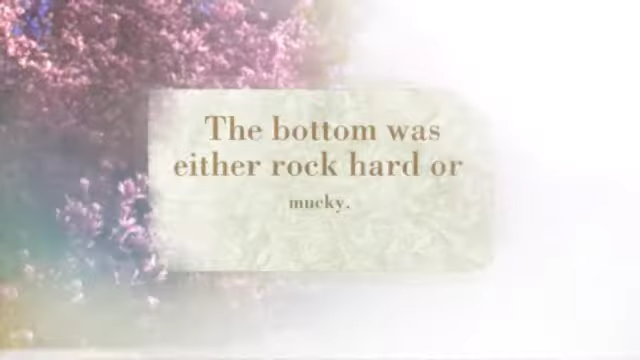 The bottom was
either rock hard or
mucky.